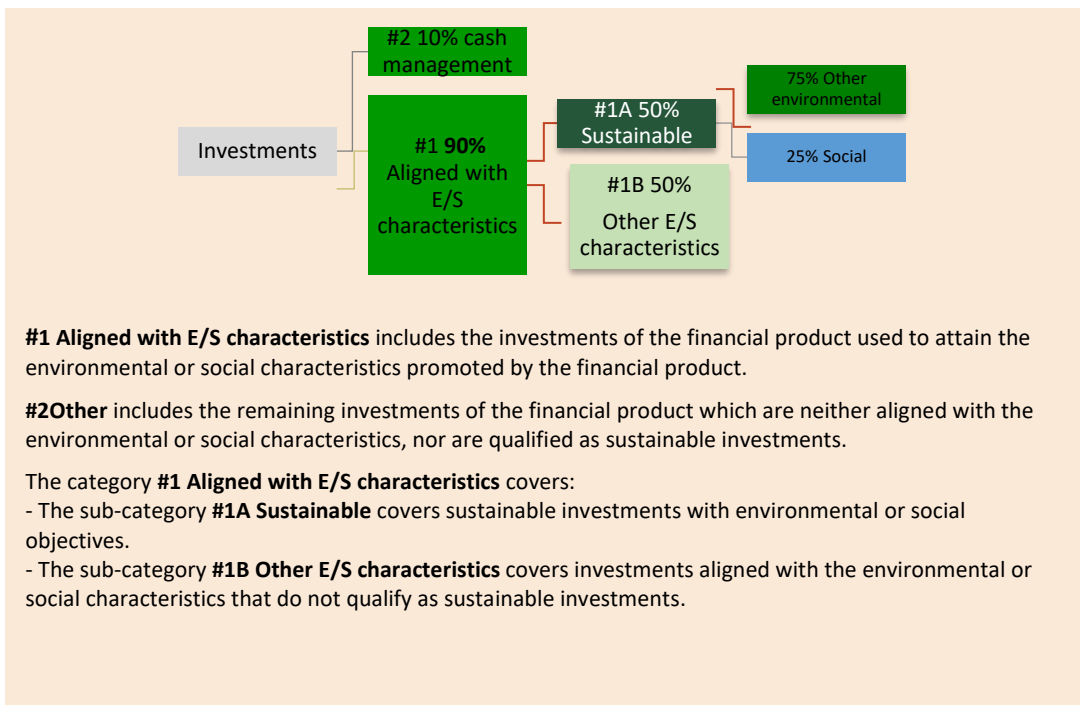 #2 10% cash
management
Investments
#1 90%
Aligned with
E/S
characteristics
#1A 50%
Sustainable
#1B 50%
Other E/S
characteristics
75% Other
environmental
25% Social
#1 Aligned with E/S characteristics includes the investments of the financial product used to attain the
environmental or social characteristics promoted by the financial product.
#2Other includes the remaining investments of the financial product which are neither aligned with the
environmental or social characteristics, nor are qualified as sustainable investments.
The category #1 Aligned with E/S characteristics covers:
- The sub-category #1A Sustainable covers sustainable investments with environmental or social
objectives.
- The sub-category #1B Other E/S characteristics covers investments aligned with the environmental or
social characteristics that do not qualify as sustainable investments.